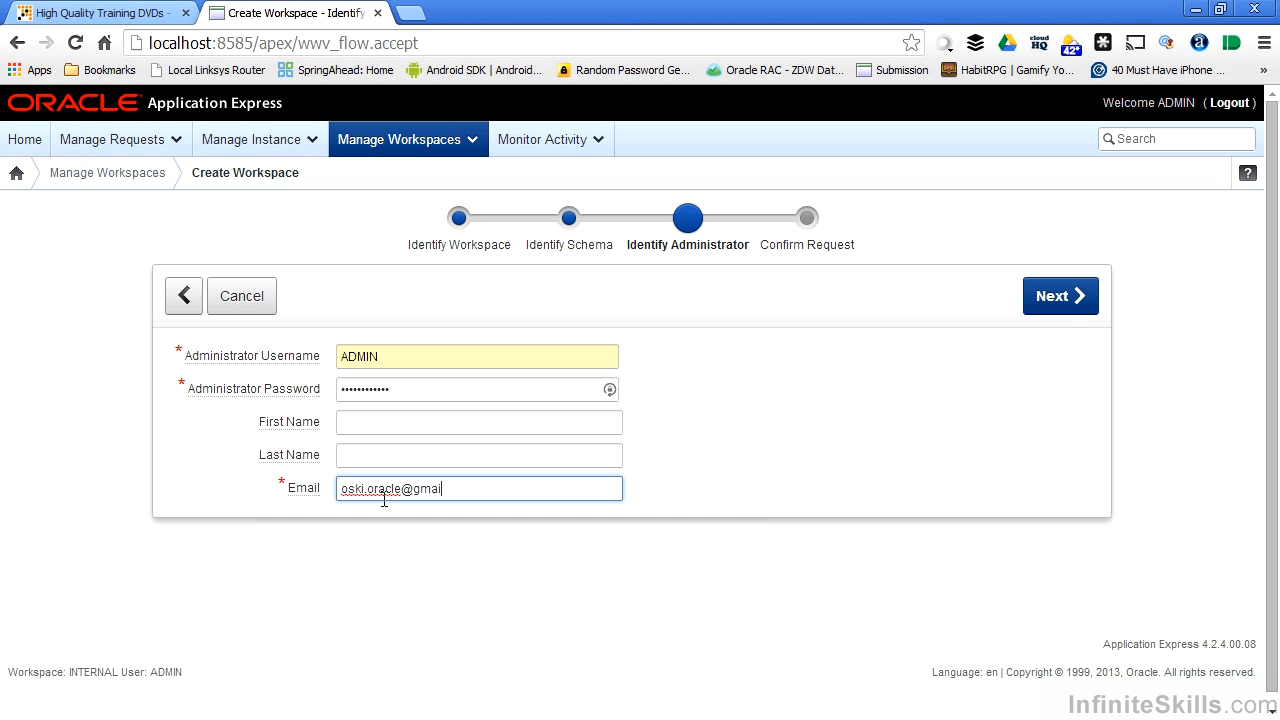 High Quality Training DVDs -
Create Workspace - Identify
localhost:8585/apex/wwv_flow.accept
42°
Apps Bookmarks Local Linksys Router SpringAhead: Home Android SDK | Android... Random Password Ge... Oracle RAC - ZDW Dat... Submission HabitRPG | Gamify Yo... 40 Must Have iPhone ...
ORACLE Application Express
Welcome ADMIN ( Logout )
Home Manage Requests Manage Instance Manage Workspaces Monitor Activity Search
Manage Workspaces Create Workspace ?
Identify Workspace Identify Schema Identify Administrator Confirm Request
Cancel Next
* Administrator Username ADMIN
* Administrator Password ••••••••••••
First Name
Last Name
* Email oski.oracle@gmai
Application Express 4.2.4.00.08
Workspace: INTERNAL User: ADMIN Language: en | Copyright © 1999, 2013, Oracle. All rights reserved.
InfiniteSkills.com